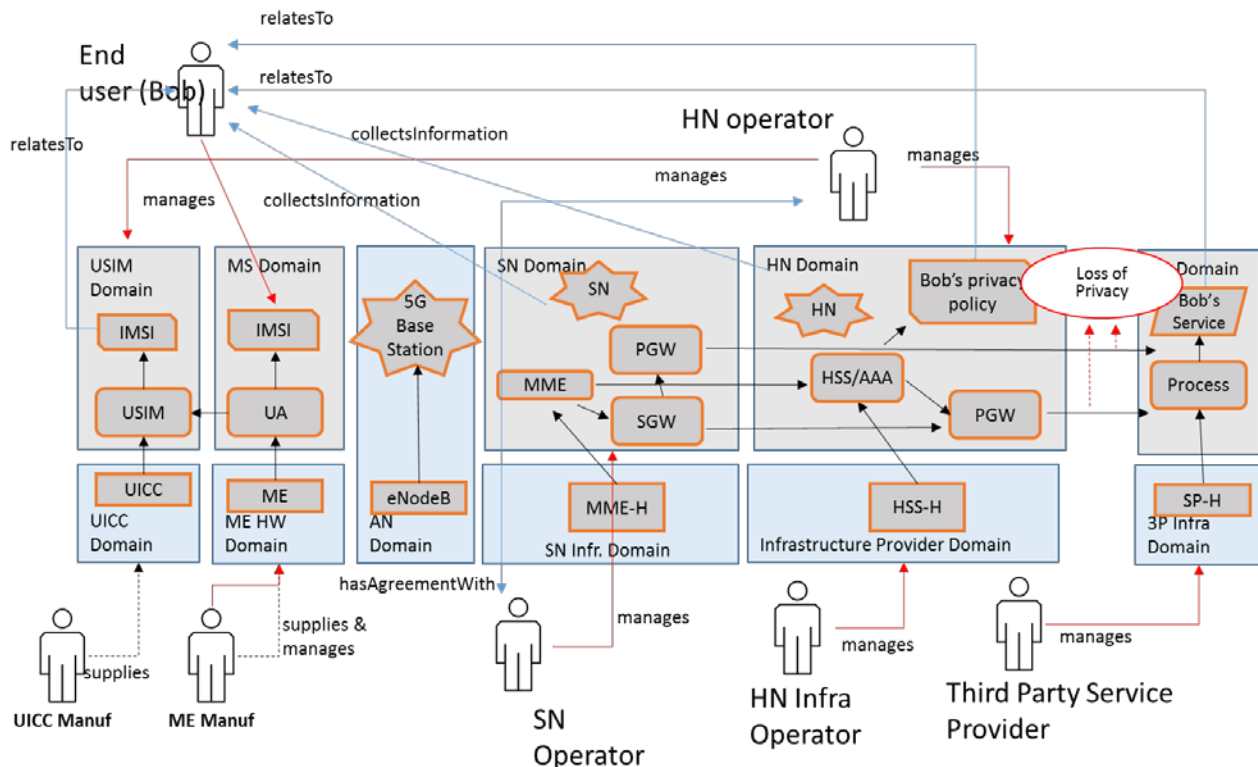 relatesTo
End
user (Bob)
relatesTo
HN operator
collectsInformation
relatesTo
manages
manages
manages
collectsInformation
USIM
Domain
MS Domain
SN Domain
HN Domain
Domain
SN
HN
Bob's privacy
policy
Loss of
Privacy
Bob's
Service
5G
Base
Station
IMSI
IMSI
PGW
MME
HSS/AAA
Process
USIM
UA
SGW
PGW
UICC
ME
eNodeB
MME-H
HSS-H
SP-H
UICC
Domain
ME HW
Domain
AN
Domain
SN Infr. Domain
Infrastructure Provider Domain
3P Infra
Domain
hasAgreementWith
supplies &
manages
manages
manages
manages
supplies
UICC Manuf
ME Manuf
SN
Operator
HN Infra
Operator
Third Party Service
Provider